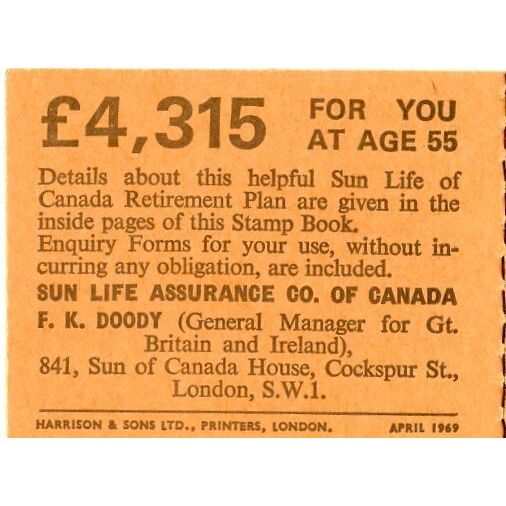 £4,315 FOR YOU
AT AGE 55
Details about this helpful Sun Life of
Canada Retirement Plan are given in the
inside pages of this Stamp Book.
Enquiry Forms for your use, without in-
curring any obligation, are included.
SUN LIFE ASSURANCE CO. OF CANADA
F. K. DOODY (General Manager for Gt.
Britain and Ireland),
841, Sun of Canada House, Cockspur St.,
London, S.W.1.
HARRISON & SONS LTD., PRINTERS, LONDON. APRIL 1969